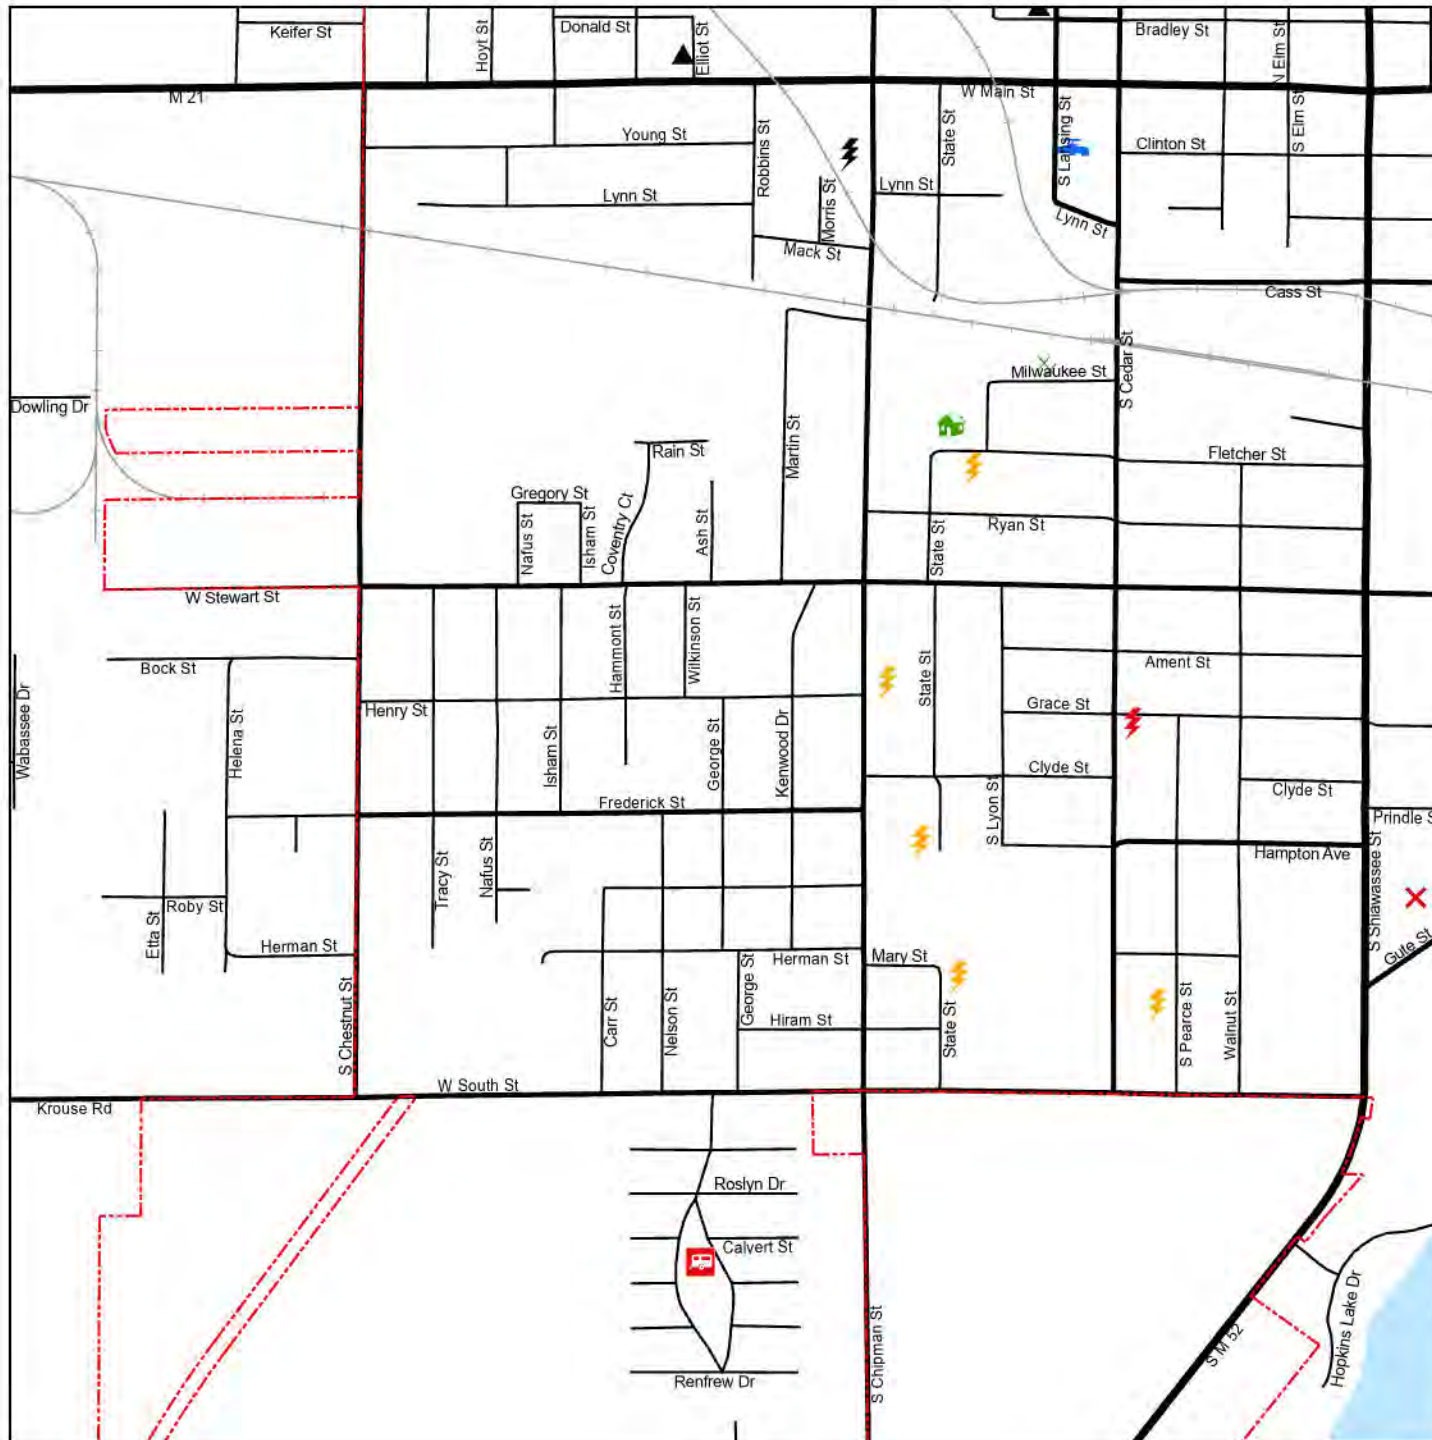 Keifer St
Hoyt St
Donald St
Elliot St
Bradley St
N Elm St
M 21
W Main St
Young St
Robbins St
State St
S Lansing St
Clinton St
S Elm St
Lynn St
Morris St
Lynn St
Lynn St
Mack St
Cass St
S Cedar St
Milwaukee St
Dowling Dr
Martin St
Rain St
Fletcher St
Gregory St
Nafus St
Isham St
Coventry Ct
Ash St
State St
Ryan St
W Stewart St
Hammont St
Wilkinson St
Bock St
State St
Ament St
Wabassee Dr
Helena St
Henry St
Isham St
George St
Kenwood Dr
Grace St
Clyde St
Clyde St
Frederick St
S Lyon St
Prindle S
Hampton Ave
S Shiawassee St
Tracy St
Nafus St
Roby St
Etta St
Herman St
Herman St
Mary St
Gute St
S Chestnut St
Carr St
Nelson St
George St
Hiram St
State St
S Pearce St
Walnut St
W South St
Krouse Rd
Roslyn Dr
Calvert St
Renfrew Dr
S Chipman St
S M 52
Hopkins Lake Dr